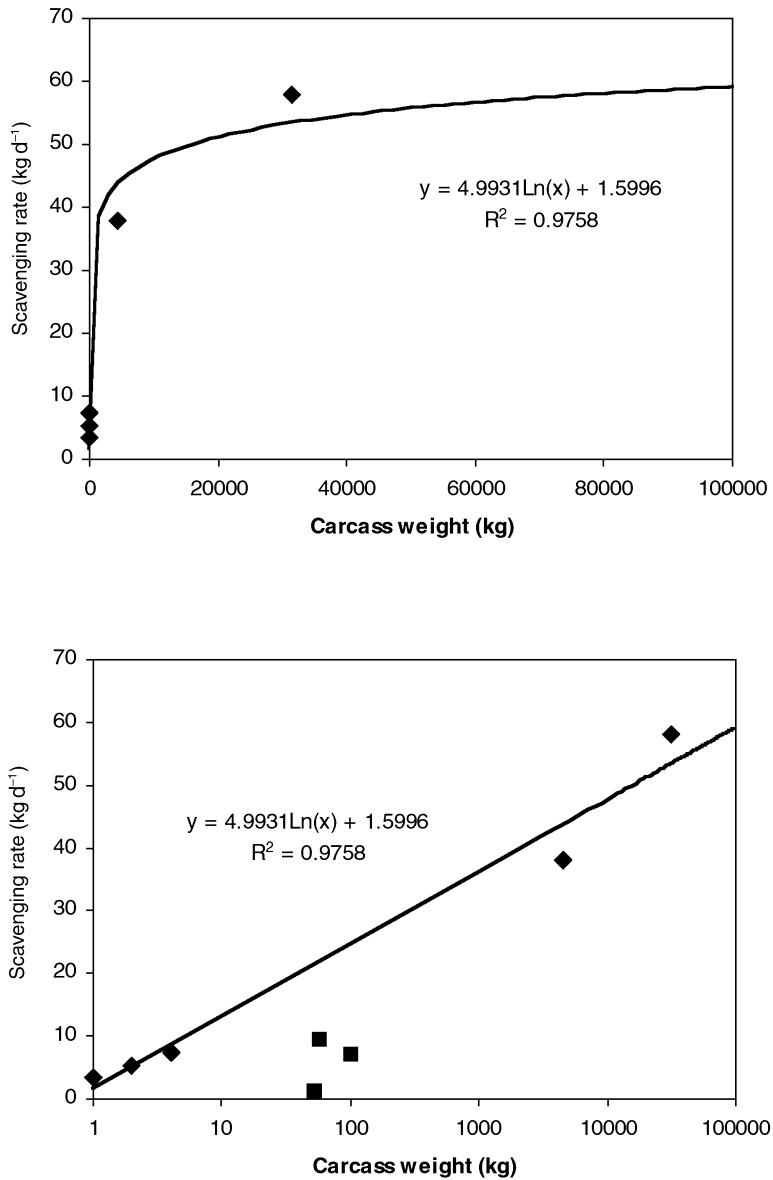 70
60
50
40
30
20
10
0
Scavenging rate (kg d⁻¹)
y = 4.9931Ln(x) + 1.5996
R² = 0.9758
0 20000 40000 60000 80000 100000
Carcass weight (kg)
70
60
50
40
30
20
10
0
Scavenging rate (kg d⁻¹)
y = 4.9931Ln(x) + 1.5996
R² = 0.9758
1 10 100 1000 10000 100000
Carcass weight (kg)